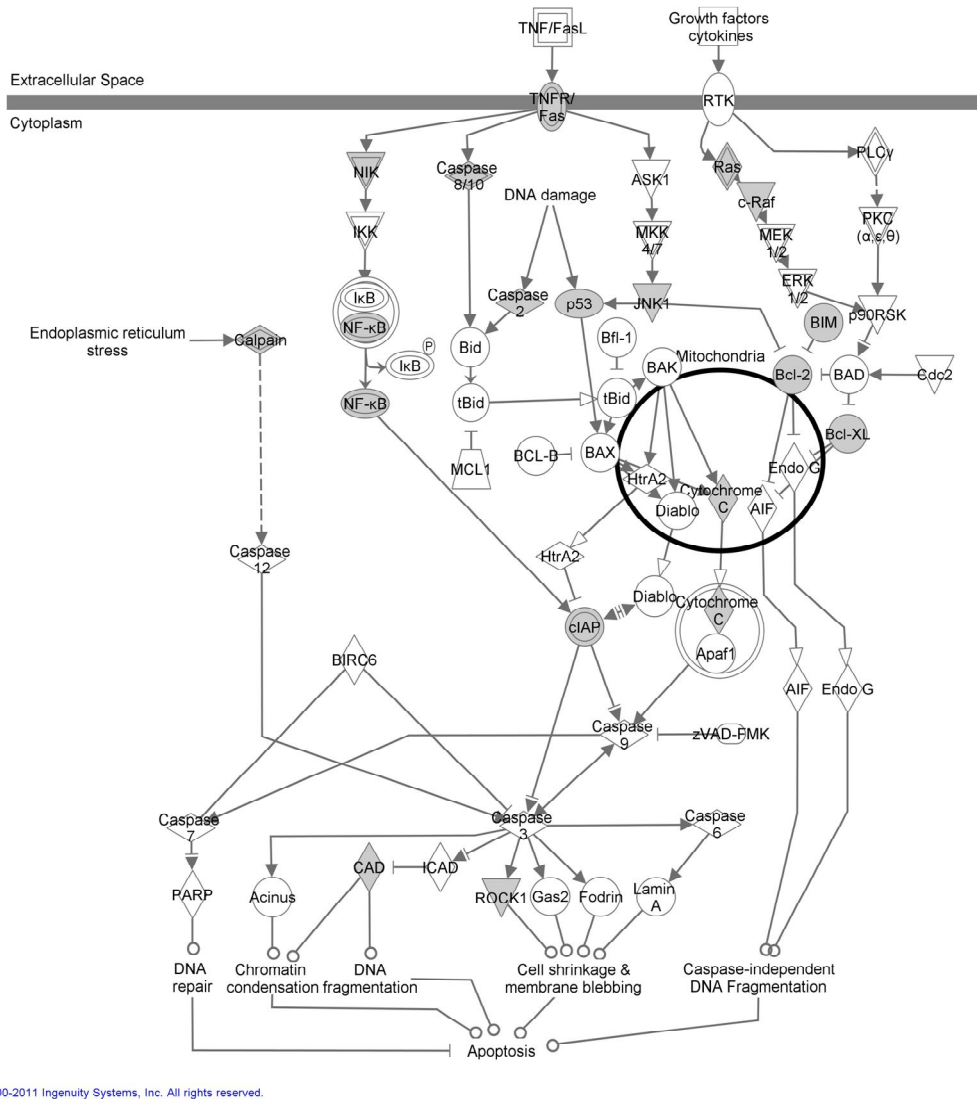 TNF/FasL
Growth factors
cytokines
Extracellular Space
TNFR/
Fas
RTK
Cytoplasm
NIK
Caspase
8/10
DNA damage
ASK1
Ras
PLCγ
c-Raf
IKK
MKK
4/7
MEK
1/2
PKC
(α,ε,θ)
ERK
1/2
IκB
NF-κB
Caspase
2
p53
JNK1
BIM
p90RSK
Endoplasmic reticulum
stress
Calpain
P
IκB
Bid
Bfl-1
Mitochondria
BAK
Bcl-2
BAD
Cdc2
NF-κB
tBid
tBid
MCL1
BCL-B
BAX
Bcl-XL
HtrA2
Endo G
Cytochrome
C
Diablo
AIF
Caspase
12
HtrA2
Diablo
Cytochrome
C
cIAP
Apaf1
BIRC6
AIF
Endo G
Caspase
9
zVAD-FMK
Caspase
7
Caspase
3
Caspase
6
PARP
Acinus
CAD
ICAD
ROCK1
Gas2
Fodrin
Lamin
A
DNA
repair
Chromatin
condensation
DNA
fragmentation
Cell shrinkage &
membrane blebbing
Caspase-independent
DNA Fragmentation
Apoptosis
00-2011 Ingenuity Systems, Inc. All rights reserved.